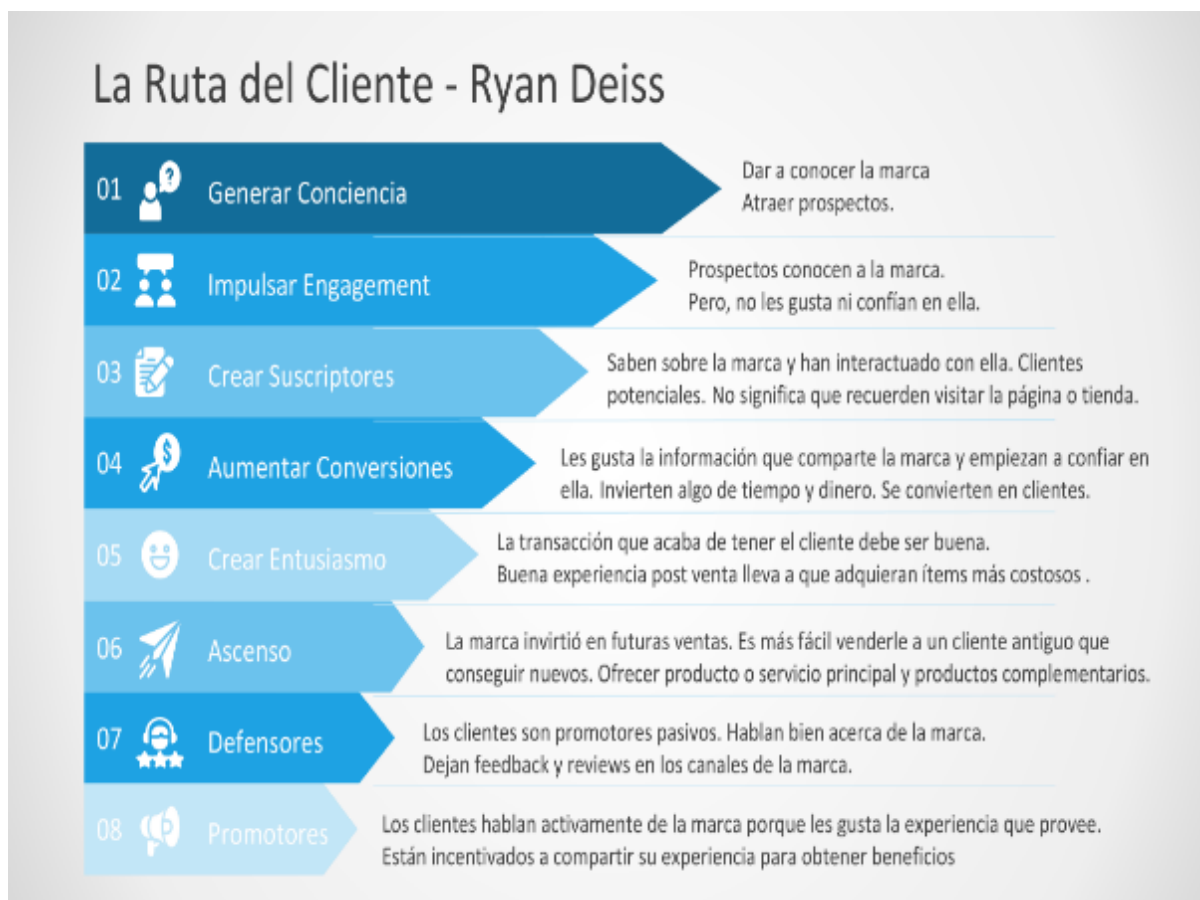 La Ruta del Cliente - Ryan Deiss
01 Generar Conciencia
Dar a conocer la marca
Atraer prospectos.
02 Impulsar Engagement
Prospectos conocen a la marca.
Pero, no les gusta ni confían en ella.
03 Crear Suscriptores
Saben sobre la marca y han interactuado con ella. Clientes
potenciales. No significa que recuerden visitar la página o tienda.
04 Aumentar Conversiones
Les gusta la información que comparte la marca y empiezan a confiar en
ella. Invierten algo de tiempo y dinero. Se convierten en clientes.
05 Crear Entusiasmo
La transacción que acaba de tener el cliente debe ser buena.
Buena experiencia post venta lleva a que adquieran ítems más costosos .
06 Ascenso
La marca invirtió en futuras ventas. Es más fácil venderle a un cliente antiguo que
conseguir nuevos. Ofrecer producto o servicio principal y productos complementarios.
07 Defensores
Los clientes son promotores pasivos. Hablan bien acerca de la marca.
Dejan feedback y reviews en los canales de la marca.
08 Promotores
Los clientes hablan activamente de la marca porque les gusta la experiencia que provee.
Están incentivados a compartir su experiencia para obtener beneficios